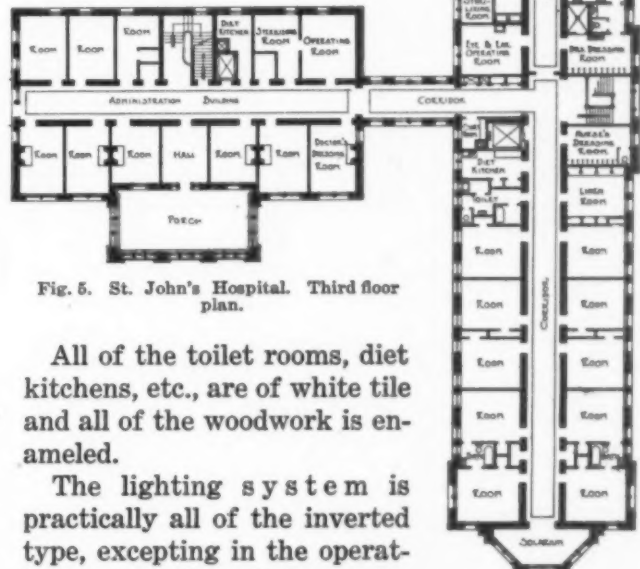 ROOM
ROOM
ROOM
DIET
KITCHEN
STERILIZING
ROOM
OPERATING
ROOM
ADMINISTRATION BUILDING
CORRIDOR
ROOM
ROOM
ROOM
HALL
ROOM
ROOM
DOCTOR'S
DRESSING
ROOM
PORCH
ROOM
EYE & EAR
OPERATING
ROOM
DRS. DRESSING
ROOM
NURSE'S
DRESSING
ROOM
DIET
KITCHEN
TOILET
LINEN
ROOM
CORRIDOR
ROOM
ROOM
ROOM
ROOM
ROOM
ROOM
ROOM
ROOM
ROOM
ROOM
SOLARIUM
Fig. 5. St. John's Hospital. Third floor
plan.
All of the toilet rooms, diet
kitchens, etc., are of white tile
and all of the woodwork is en-
ameled.
The lighting system is
practically all of the inverted
type, excepting in the operat-